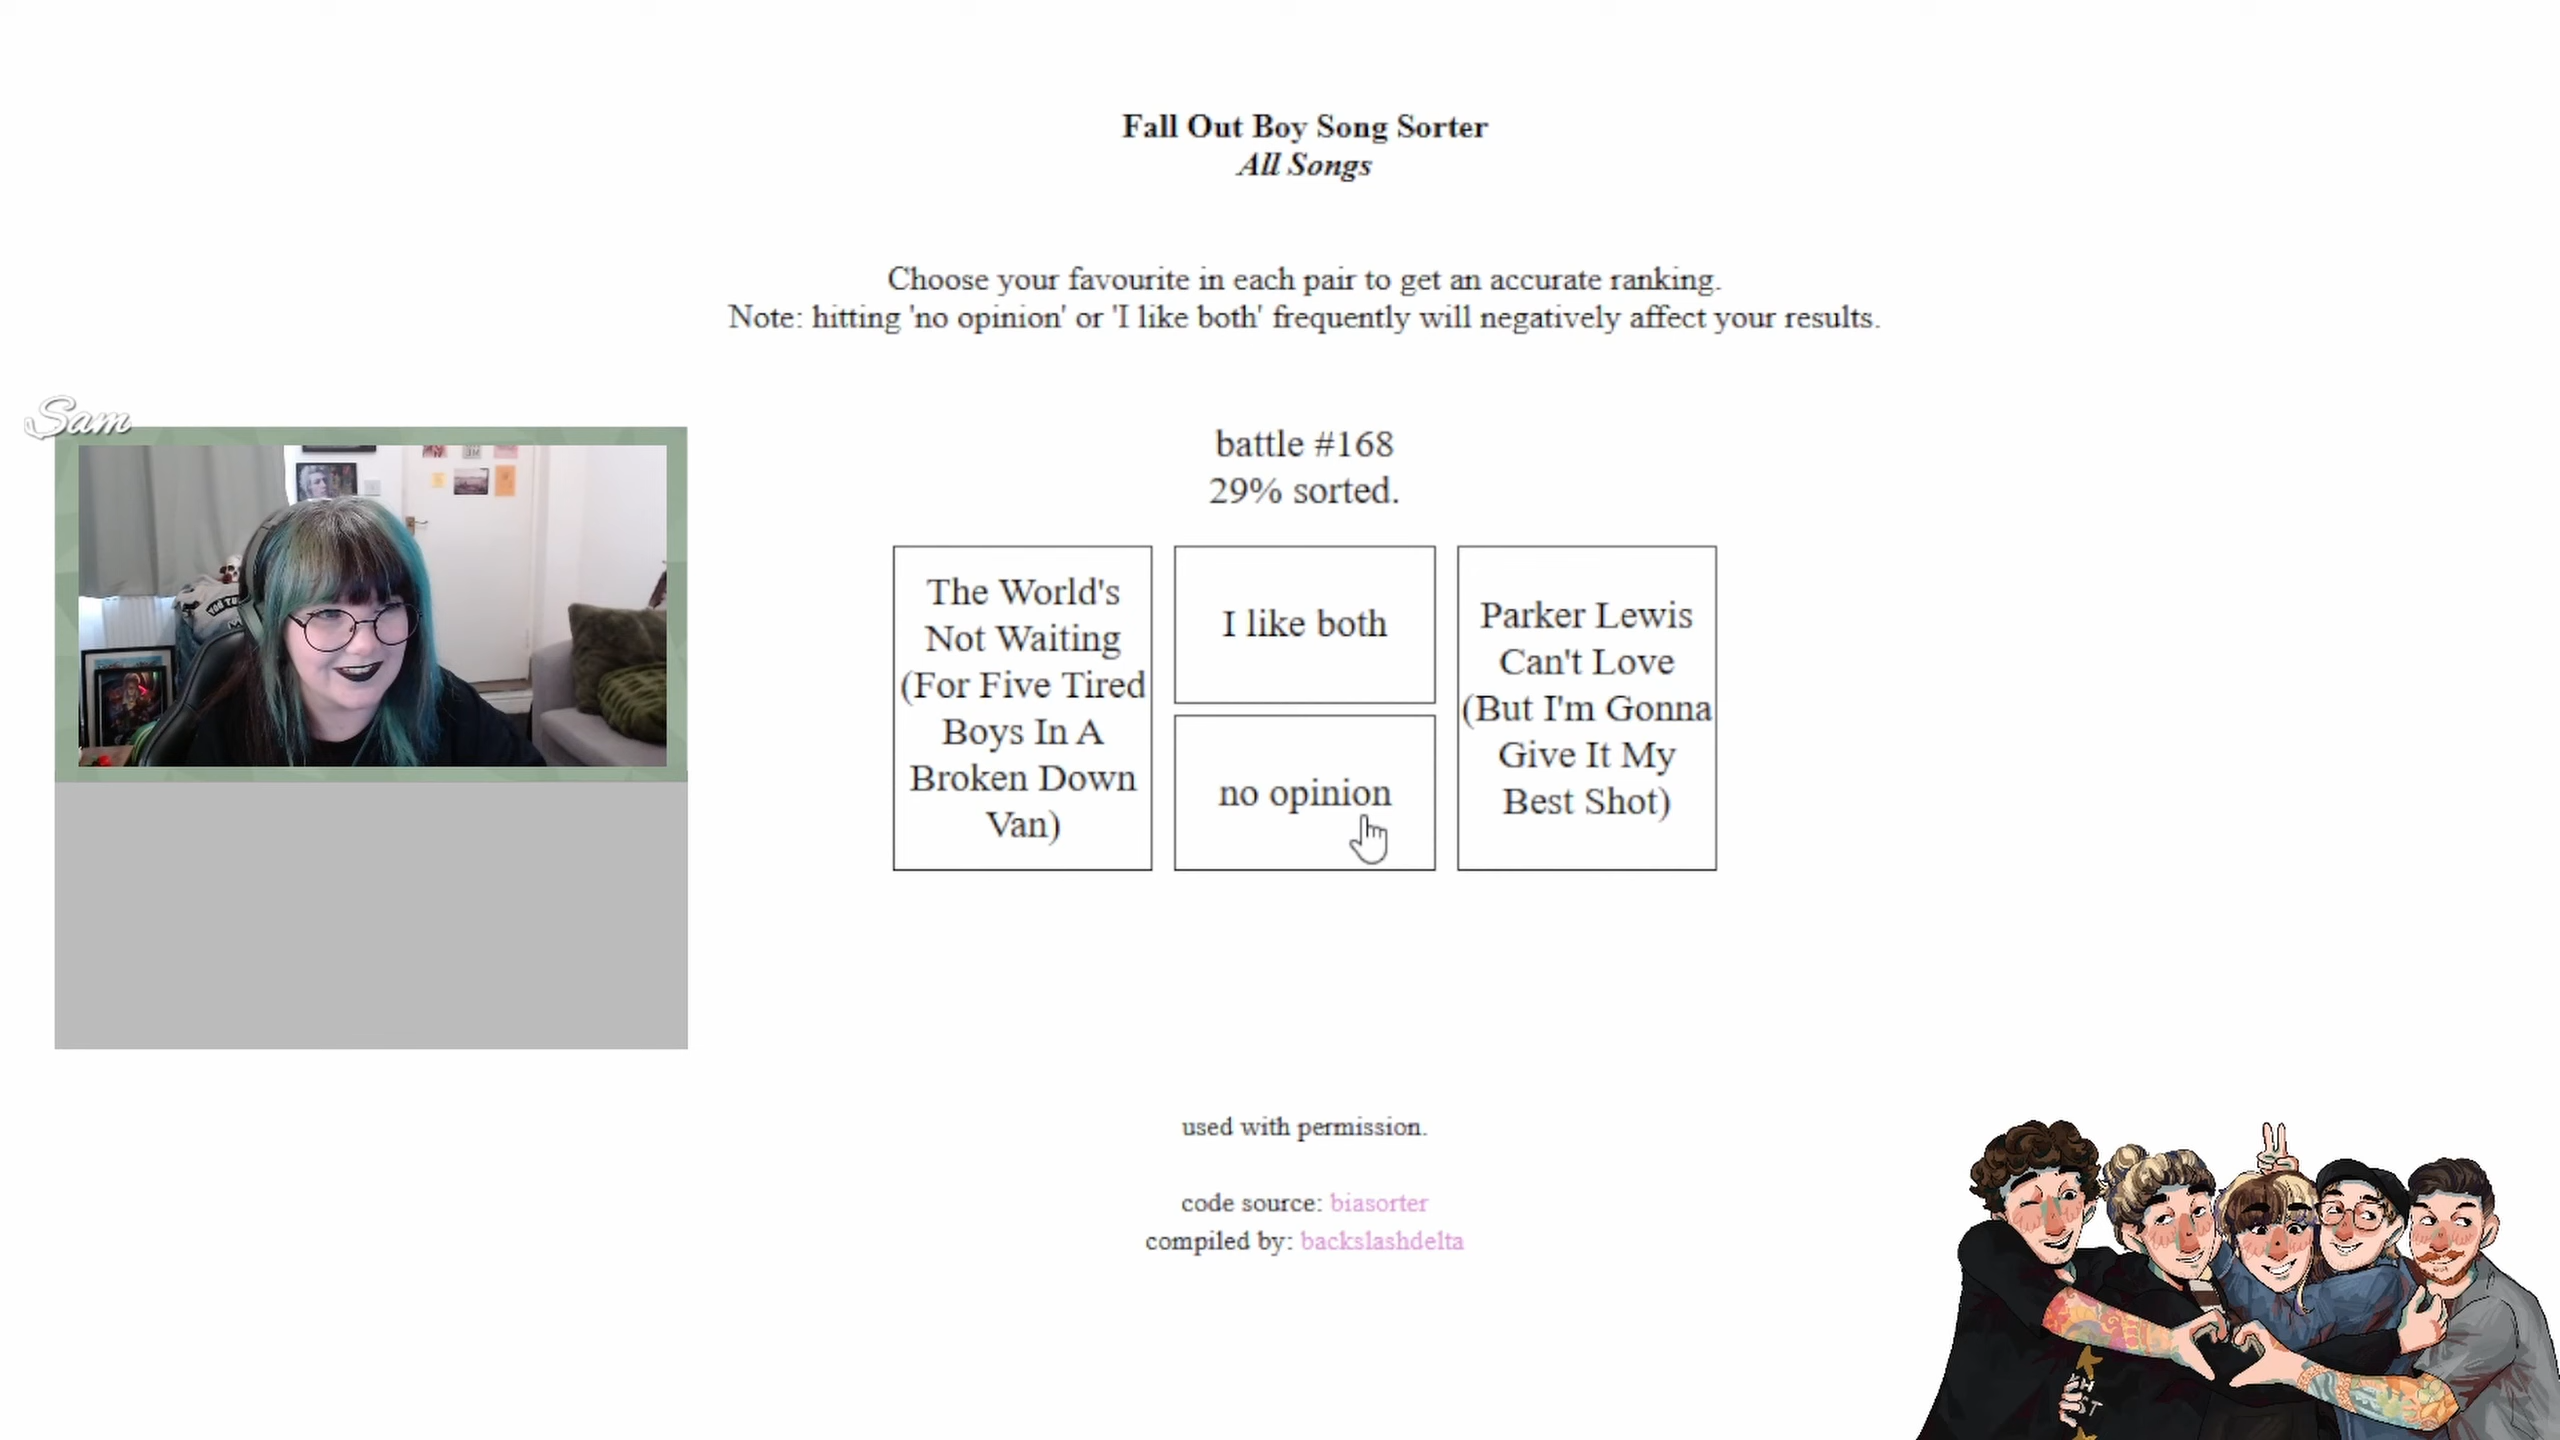 Fall Out Boy Song Sorter
All Songs
Choose your favourite in each pair to get an accurate ranking.
Note: hitting 'no opinion' or 'I like both' frequently will negatively affect your results.
Sam
battle #168
29% sorted.
The World's
Not Waiting
(For Five Tired
Boys In A
Broken Down
Van)
I like both
no opinion
Parker Lewis
Can't Love
(But I'm Gonna
Give It My
Best Shot)
used with permission.
code source: biasorter
compiled by: backslashdelta